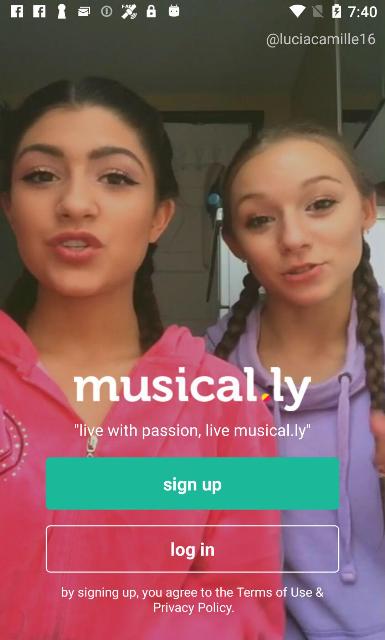 7:40
@luciacamille16
musical.ly
"live with passion, live musical.ly"
sign up
log in
by signing up, you agree to the Terms of Use &
Privacy Policy.